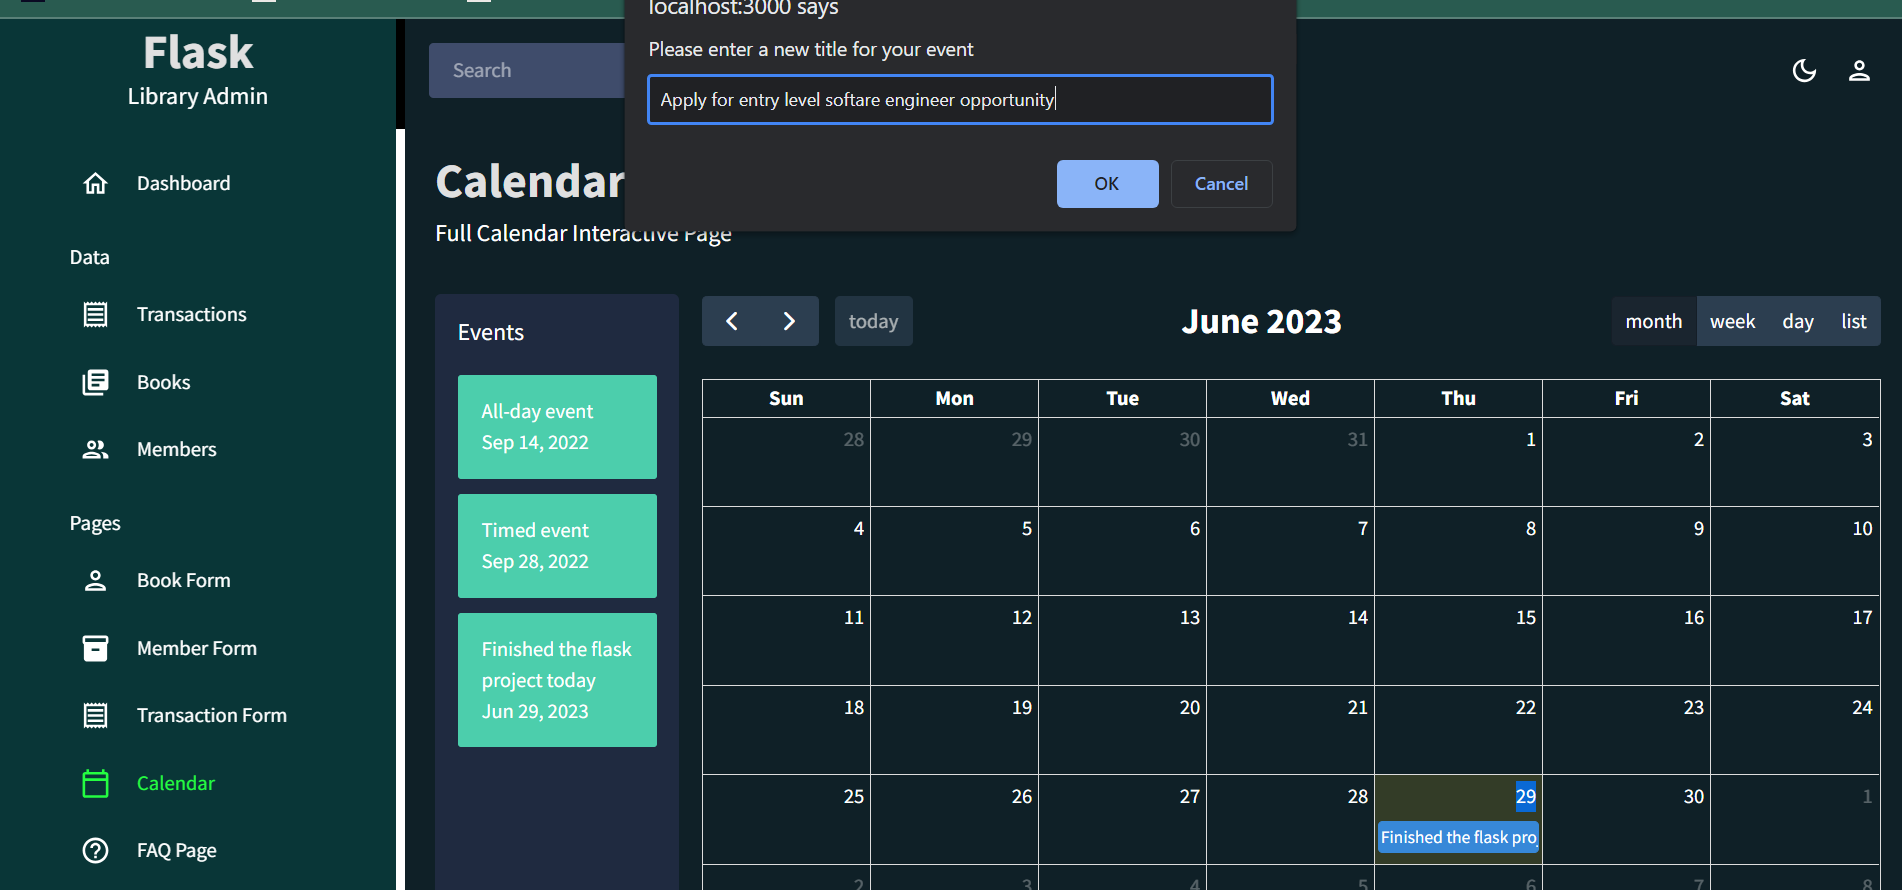 localhost:3000 says
Please enter a new title for your event
Apply for entry level softare engineer opportunity
OK
Cancel
Flask
Library Admin
Dashboard
Data
Transactions
Books
Members
Pages
Book Form
Member Form
Transaction Form
Calendar
FAQ Page
Search
Calendar
Full Calendar Interactive Page
Events
All-day event
Sep 14, 2022
Timed event
Sep 28, 2022
Finished the flask
project today
Jun 29, 2023
today
June 2023
month week day list
Sun Mon Tue Wed Thu Fri Sat
28 29 30 31 1 2 3
4 5 6 7 8 9 10
11 12 13 14 15 16 17
18 19 20 21 22 23 24
25 26 27 28 29 30 1
Finished the flask pro
2 3 4 5 6 7 8